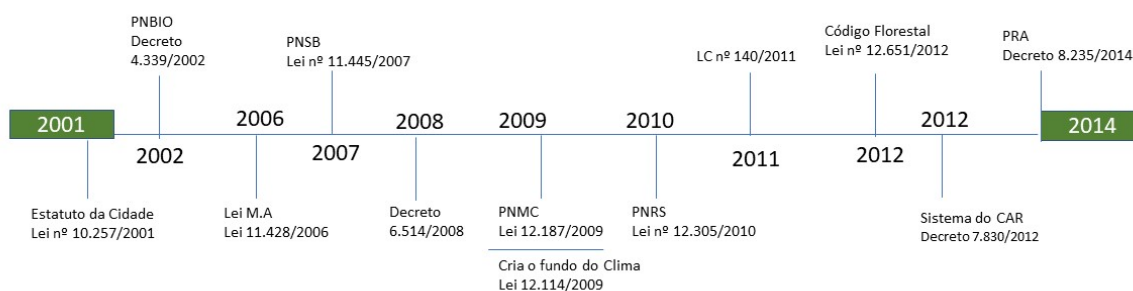 PNBIO
Decreto
4.339/2002
PNSB
Lei nº 11.445/2007
LC nº 140/2011
Código Florestal
Lei nº 12.651/2012
PRA
Decreto 8.235/2014
2001
2002
2006
2007
2008
2009
2010
2011
2012
2012
2014
Estatuto da Cidade
Lei nº 10.257/2001
Lei M.A
Lei 11.428/2006
Decreto
6.514/2008
PNMC
Lei 12.187/2009
Cria o fundo do Clima
Lei 12.114/2009
PNRS
Lei nº 12.305/2010
Sistema do CAR
Decreto 7.830/2012